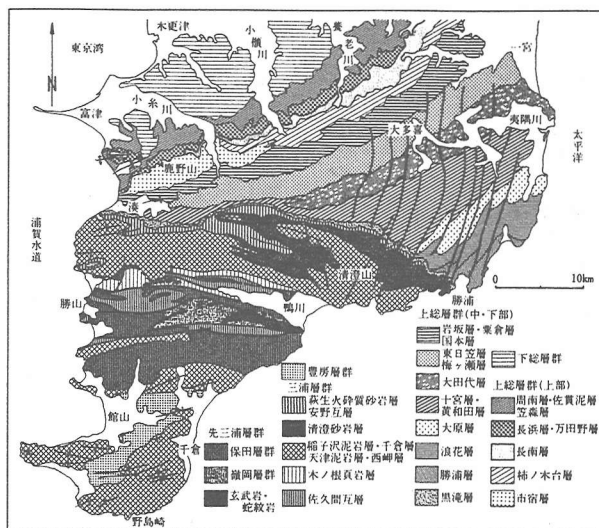 木更津
小櫃川
養老川
一宮
東京湾
N
小糸川
富津
夷隅川
大多喜
太平洋
鹿野山
湊
浦賀水道
清澄山
0 10km
勝山
鴨川
勝浦
館山
千倉
野島崎
豊房層群
三浦層群
萩生火砕質砂岩層
安野互層
清澄砂岩層
稲子沢泥岩層・千倉層
天津泥岩層・西岬層
木ノ根頁岩層
佐久間互層
先三浦層群
保田層群
嶺岡層群
玄武岩・
蛇紋岩
上総層群(中・下部)
岩坂層・粟倉層
国本層
東日笠層
梅ヶ瀬層
大田代層
十宮層・
黄和田層
大原層
浪花層
勝浦層
黒滝層
下総層群
上総層群(上部)
周南層・佐貫泥層
笠森層
長浜層・万田野層
長南層
柿ノ木台層
市宿層